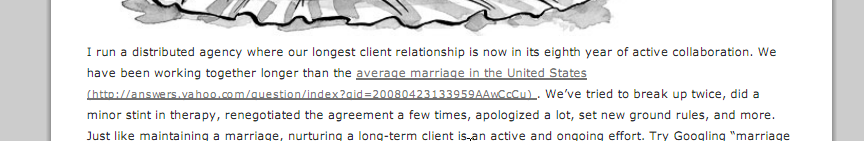 I run a distributed agency where our longest client relationship is now in its eighth year of active collaboration. We
have been working together longer than the average marriage in the United States
(http://answers.yahoo.com/question/index?qid=20080423133959AAwCcCu) . We’ve tried to break up twice, did a
minor stint in therapy, renegotiated the agreement a few times, apologized a lot, set new ground rules, and more.
Just like maintaining a marriage, nurturing a long-term client is an active and ongoing effort. Try Googling “marriage